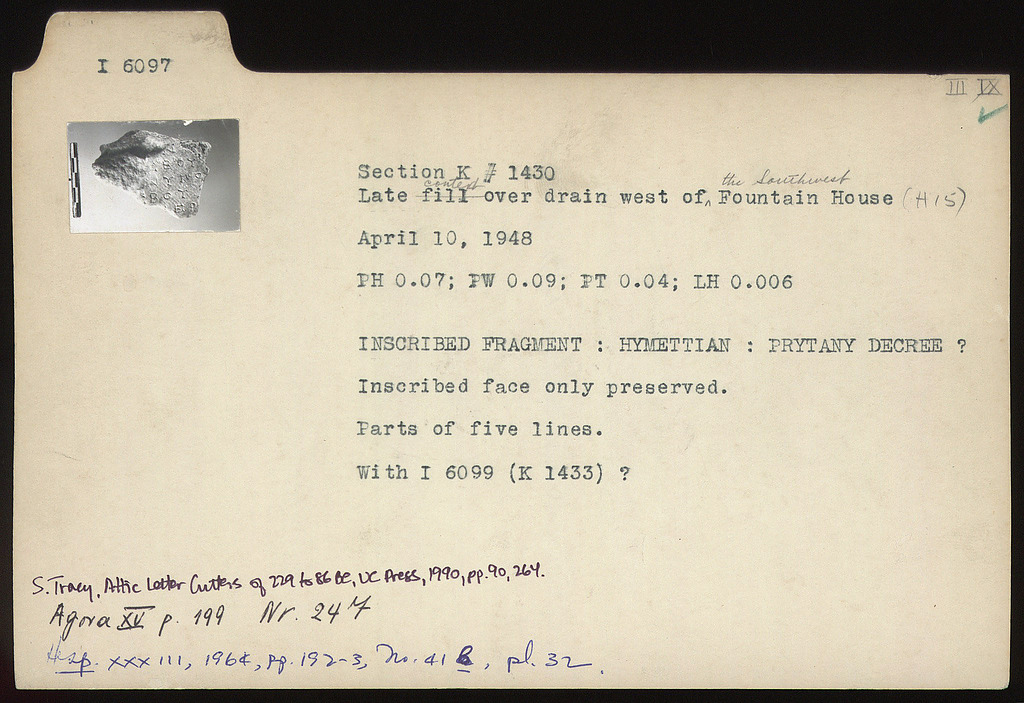 I 6097
III IX
Section K # 1430
context the Southwest
Late fill over drain west of Fountain House (H 15)
April 10, 1948
PH 0.07; PW 0.09; PT 0.04; LH 0.006
INSCRIBED FRAGMENT : HYMETTIAN : PRYTANY DECREE ?
Inscribed face only preserved.
Parts of five lines.
With I 6099 (K 1433) ?
S. Tracy, Attic Letter Cutters of 229 to 86 BC, UC Press, 1990, pp. 90, 264.
Agora XV p. 199 Nr. 247
Hesp. XXXIII, 1964, pp. 192-3, No. 41 b, pl. 32.